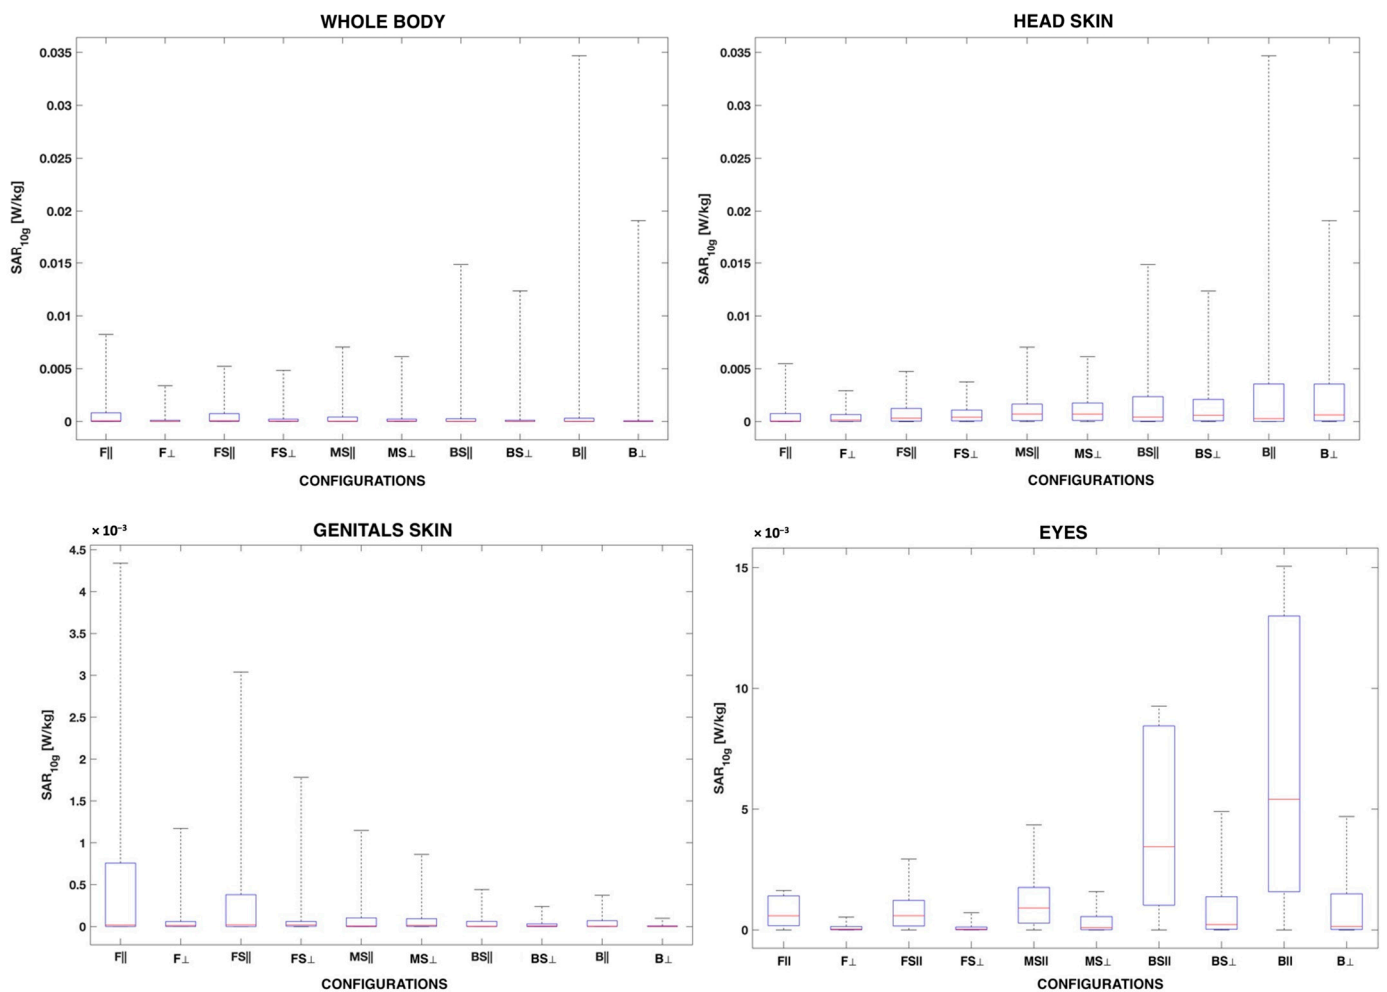 WHOLE BODY
0.035
0.03
0.025
0.02
0.015
0.01
0.005
0
SAR10g [W/kg]
F|| F⊥ FS|| FS⊥ MS|| MS⊥ BS|| BS⊥ B|| B⊥
CONFIGURATIONS
HEAD SKIN
0.035
0.03
0.025
0.02
0.015
0.01
0.005
0
SAR10g [W/kg]
F|| F⊥ FS|| FS⊥ MS|| MS⊥ BS|| BS⊥ B|| B⊥
CONFIGURATIONS
× 10⁻³
GENITALS SKIN
4.5
4
3.5
3
2.5
2
1.5
1
0.5
0
SAR10g [W/kg]
F|| F⊥ FS|| FS⊥ MS|| MS⊥ BS|| BS⊥ B|| B⊥
CONFIGURATIONS
× 10⁻³
EYES
15
10
5
0
SAR10g [W/kg]
FII F⊥ FSII FS⊥ MSII MS⊥ BSII BS⊥ BII B⊥
CONFIGURATIONS